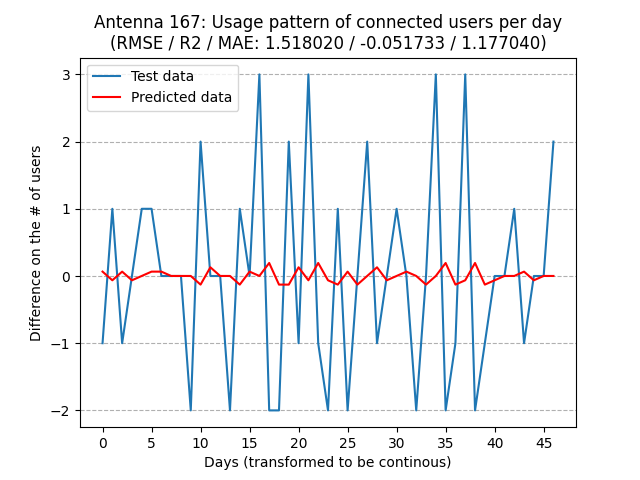 Antenna 167: Usage pattern of connected users per day
(RMSE / R2 / MAE: 1.518020 / -0.051733 / 1.177040)
Test data
Predicted data
Difference on the # of users
3
2
1
0
−1
−2
0 5 10 15 20 25 30 35 40 45
Days (transformed to be continous)